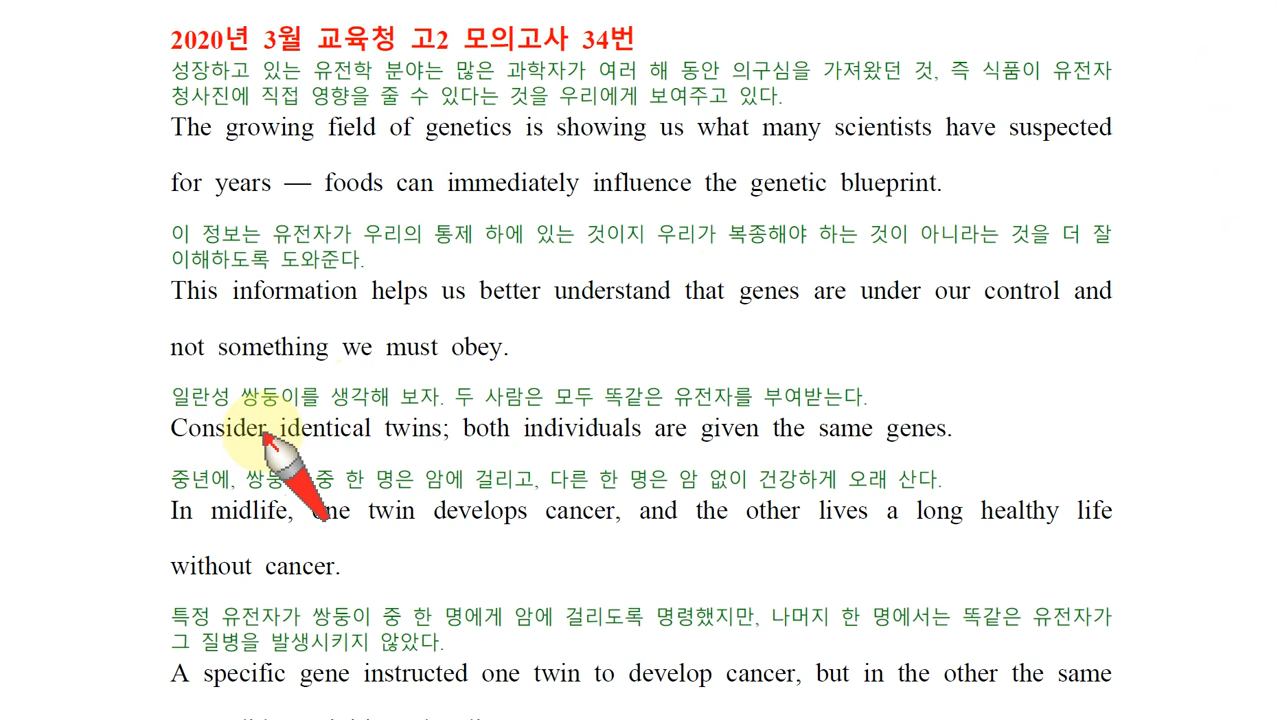 2020년 3월 교육청 고2 모의고사 34번
성장하고 있는 유전학 분야는 많은 과학자가 여러 해 동안 의구심을 가져왔던 것, 즉 식품이 유전자
청사진에 직접 영향을 줄 수 있다는 것을 우리에게 보여주고 있다.
The growing field of genetics is showing us what many scientists have suspected
for years — foods can immediately influence the genetic blueprint.
이 정보는 유전자가 우리의 통제 하에 있는 것이지 우리가 복종해야 하는 것이 아니라는 것을 더 잘
이해하도록 도와준다.
This information helps us better understand that genes are under our control and
not something we must obey.
일란성 쌍둥이를 생각해 보자. 두 사람은 모두 똑같은 유전자를 부여받는다.
Consider identical twins; both individuals are given the same genes.
중년에, 중 한 명은 암에 걸리고, 다른 한 명은 암 없이 건강하게 오래 산다.
In midlife, one twin develops cancer, and the other lives a long healthy life
without cancer.
특정 유전자가 쌍둥이 중 한 명에게 암에 걸리도록 명령했지만, 나머지 한 명에서는 똑같은 유전자가
그 질병을 발생시키지 않았다.
A specific gene instructed one twin to develop cancer, but in the other the same